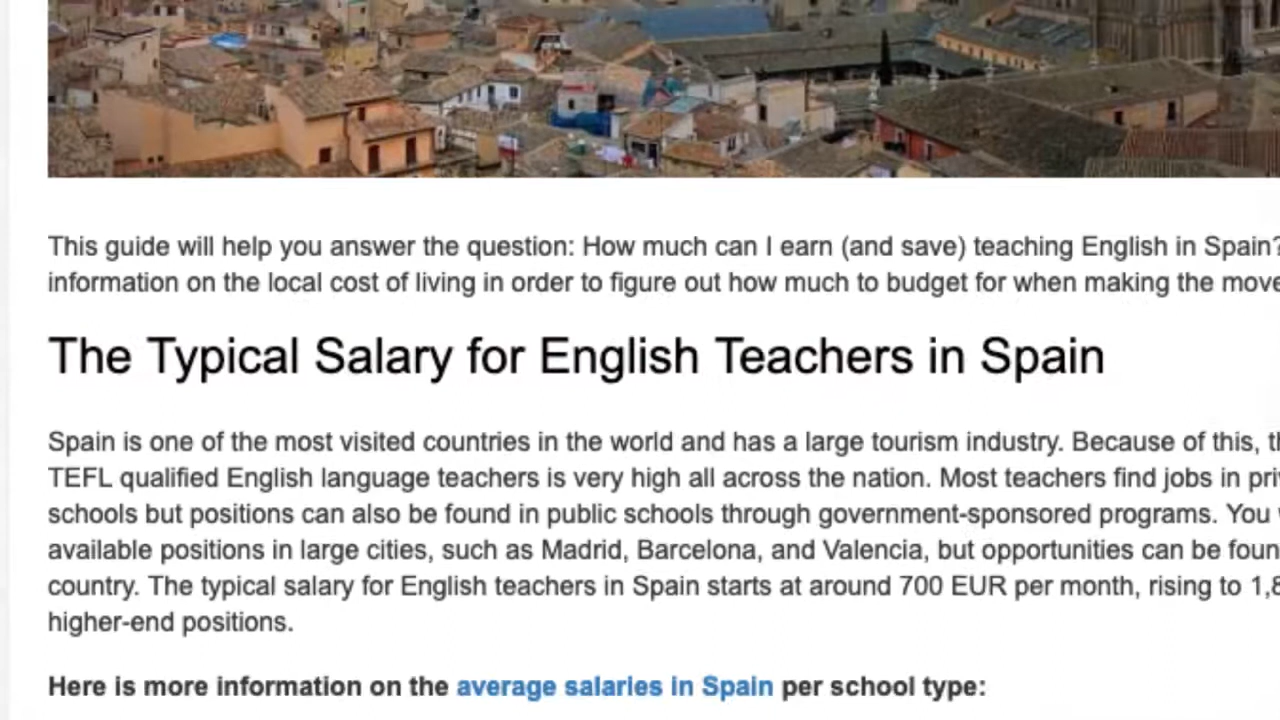 This guide will help you answer the question: How much can I earn (and save) teaching English in Spain?
information on the local cost of living in order to figure out how much to budget for when making the move
The Typical Salary for English Teachers in Spain
Spain is one of the most visited countries in the world and has a large tourism industry. Because of this,
TEFL qualified English language teachers is very high all across the nation. Most teachers find jobs in
schools but positions can also be found in public schools through government-sponsored programs. You
available positions in large cities, such as Madrid, Barcelona, and Valencia, but opportunities can be
country. The typical salary for English teachers in Spain starts at around 700 EUR per month, rising to
higher-end positions.
Here is more information on the average salaries in Spain per school type: